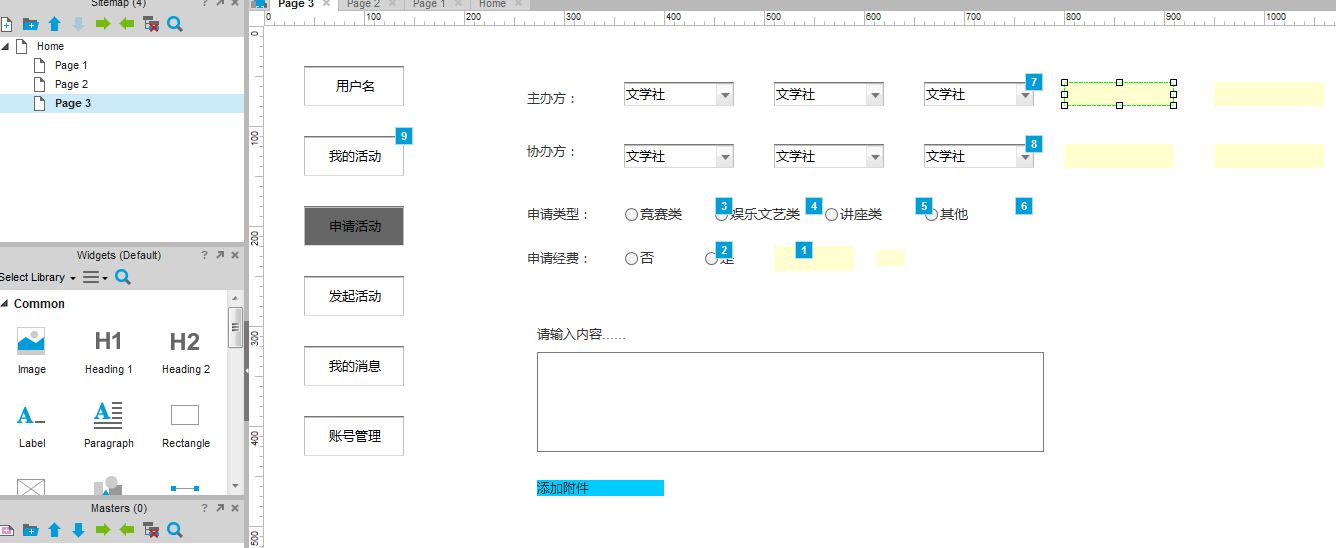 Sitemap (4)
Page 3
Page 2
Page 1
Home
0 100 200 300 400 500 600 700 800 900 1000
0
100
200
300
400
500
Home
Page 1
Page 2
Page 3
Widgets (Default)
Select Library
Common
Image
H1
Heading 1
H2
Heading 2
A
Label
A
Paragraph
Rectangle
Masters (0)
用户名
我的活动
9
申请活动
发起活动
我的消息
账号管理
主办方：
文学社
文学社
文学社
7
协办方：
文学社
文学社
文学社
8
申请类型：
竞赛类
3
娱乐文艺类
4
讲座类
5
其他
6
申请经费：
否
2
是
1
请输入内容……
添加附件